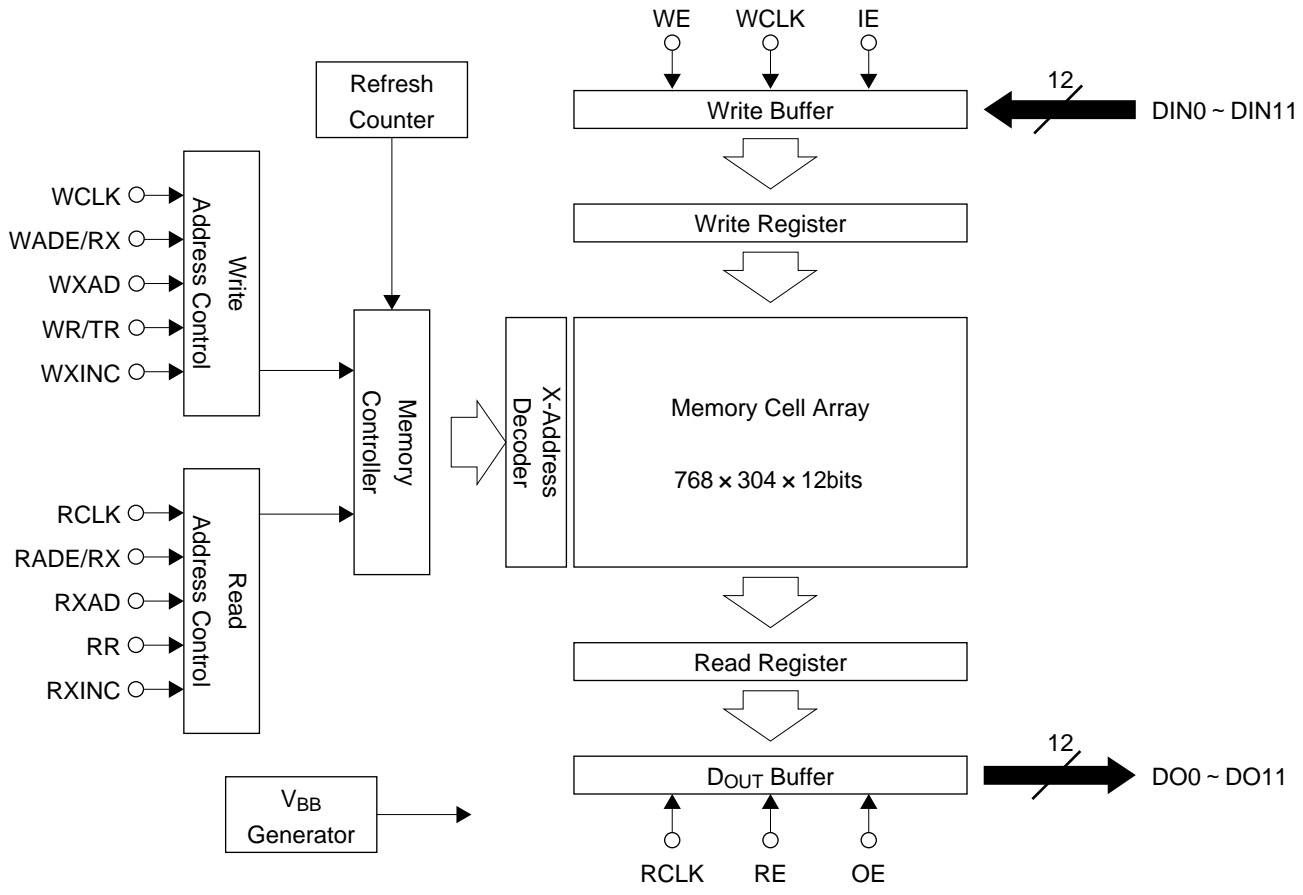 WE WCLK IE
Refresh
Counter
12
Write Buffer
DIN0 ~ DIN11
WCLK
WADE/RX
WXAD
WR/TR
WXINC
Write
Address Control
Write Register
Memory
Controller
X-Address
Decoder
Memory Cell Array
768 × 304 × 12bits
RCLK
RADE/RX
RXAD
RR
RXINC
Read
Address Control
Read Register
12
DOUT Buffer
DO0 ~ DO11
VBB
Generator
RCLK RE OE